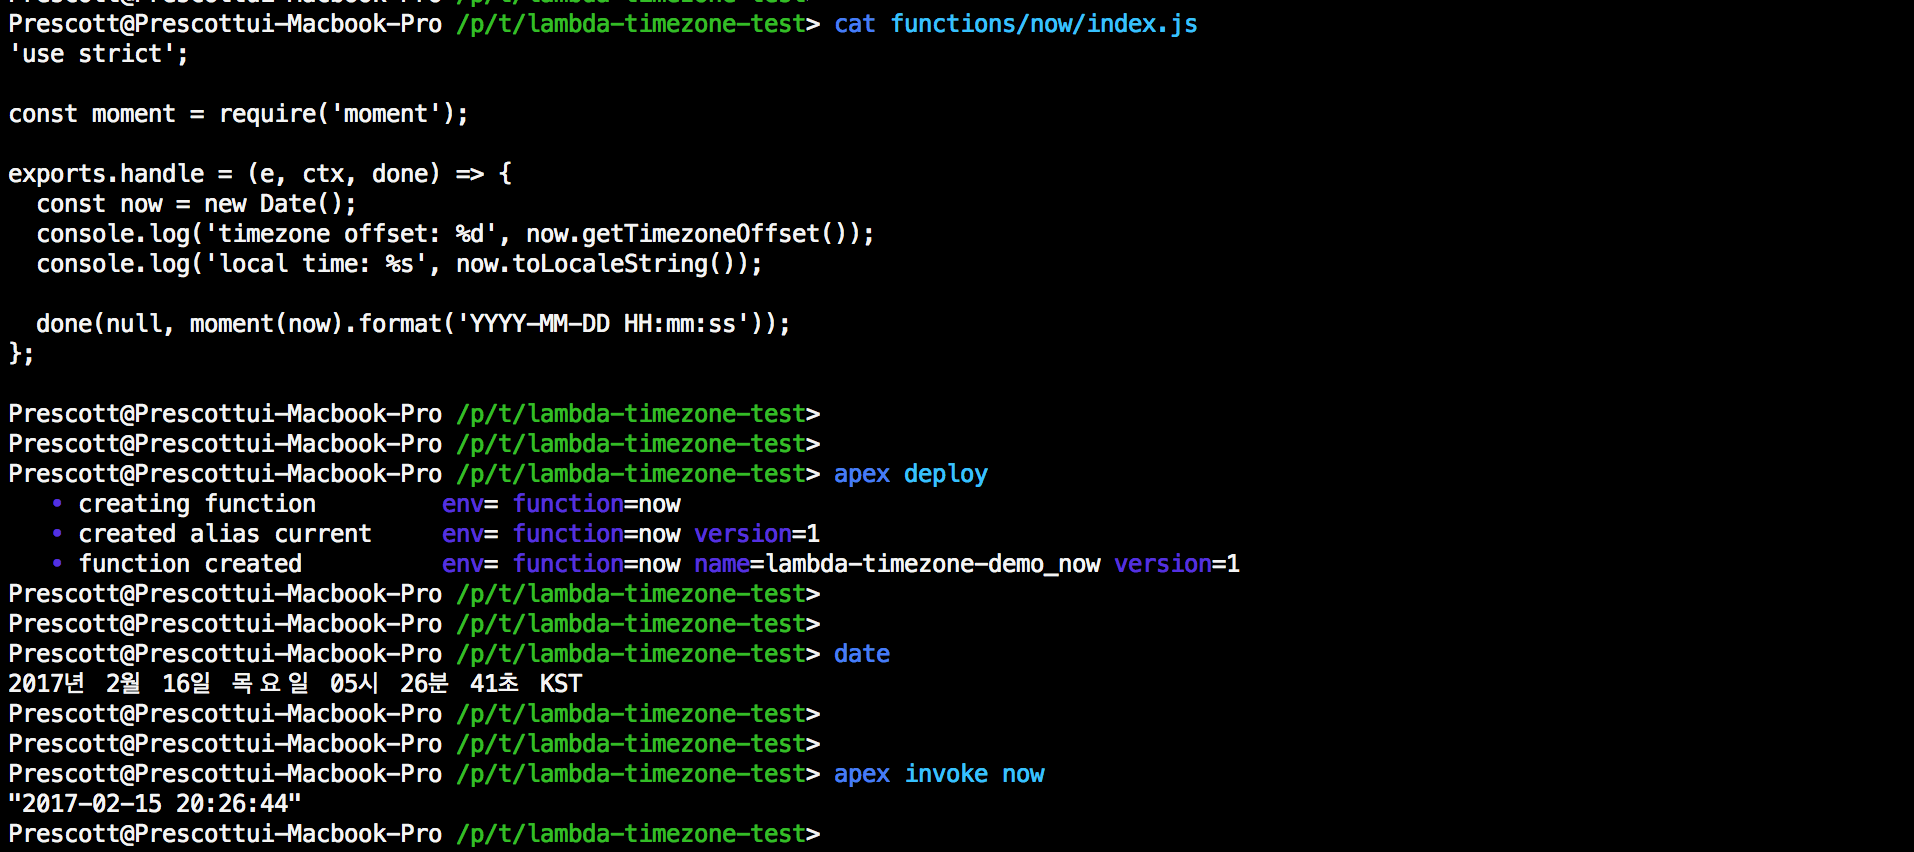 Prescott@Prescottui-Macbook-Pro /p/t/lambda-timezone-test> cat functions/now/index.js
'use strict';
const moment = require('moment');
exports.handle = (e, ctx, done) => {
  const now = new Date();
  console.log('timezone offset: %d', now.getTimezoneOffset());
  console.log('local time: %s', now.toLocaleString());
  done(null, moment(now).format('YYYY-MM-DD HH:mm:ss'));
};
Prescott@Prescottui-Macbook-Pro /p/t/lambda-timezone-test>
Prescott@Prescottui-Macbook-Pro /p/t/lambda-timezone-test>
Prescott@Prescottui-Macbook-Pro /p/t/lambda-timezone-test> apex deploy
   • creating function         env= function=now
   • created alias current     env= function=now version=1
   • function created          env= function=now name=lambda-timezone-demo_now version=1
Prescott@Prescottui-Macbook-Pro /p/t/lambda-timezone-test>
Prescott@Prescottui-Macbook-Pro /p/t/lambda-timezone-test>
Prescott@Prescottui-Macbook-Pro /p/t/lambda-timezone-test> date
2017년 2월 16일 목요일 05시 26분 41초 KST
Prescott@Prescottui-Macbook-Pro /p/t/lambda-timezone-test>
Prescott@Prescottui-Macbook-Pro /p/t/lambda-timezone-test>
Prescott@Prescottui-Macbook-Pro /p/t/lambda-timezone-test> apex invoke now
"2017-02-15 20:26:44"
Prescott@Prescottui-Macbook-Pro /p/t/lambda-timezone-test>